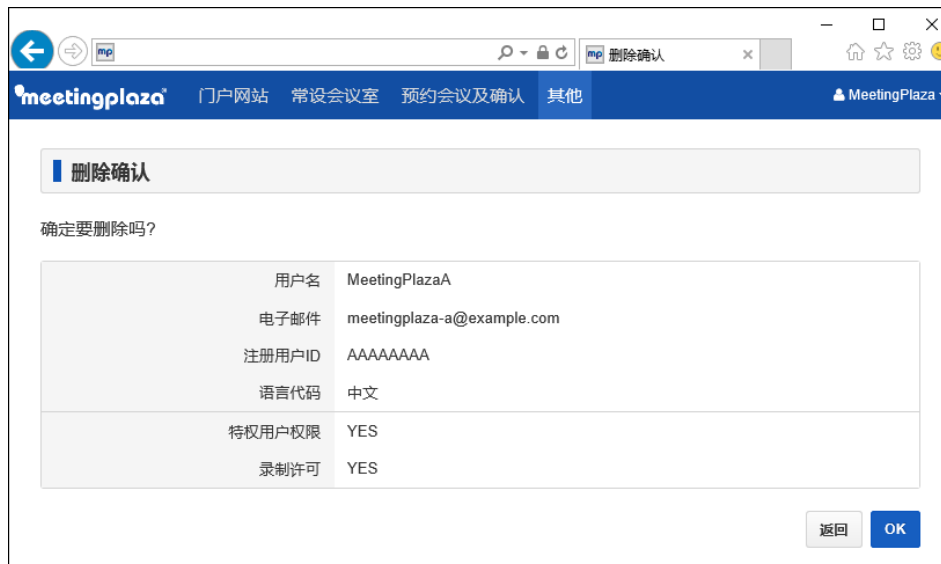 mp
mp 删除确认
meetingplaza 门户网站 常设会议室 预约会议及确认 其他 MeetingPlaza
删除确认
确定要删除吗?
用户名 MeetingPlazaA
电子邮件 meetingplaza-a@example.com
注册用户ID AAAAAAAA
语言代码 中文
特权用户权限 YES
录制许可 YES
返回 OK